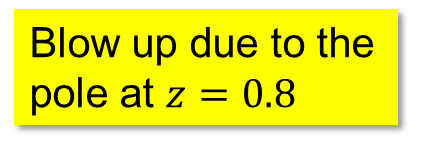 Blow up due to the
pole at z = 0.8